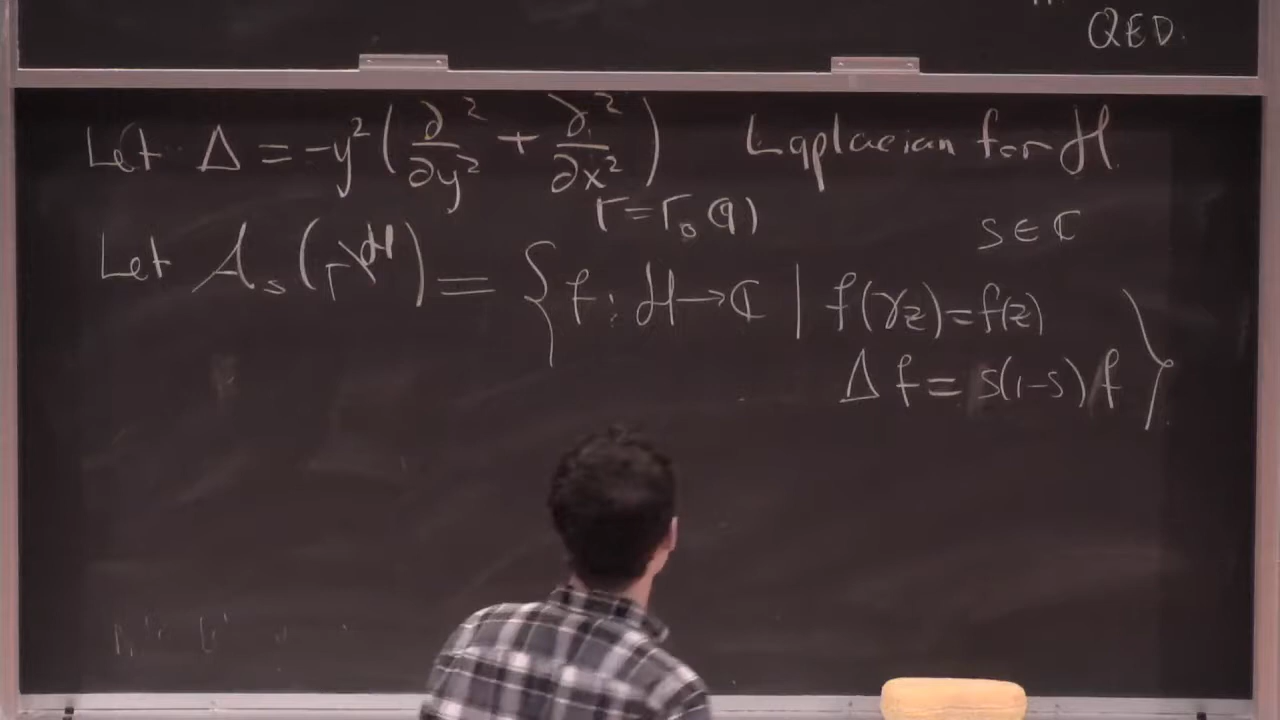 QED.
Let Δ = -y²(∂²/∂y² + ∂²/∂x²) Laplacian for ℋ.
Γ = Γ₀(q) s ∈ ℂ
Let 𝒜ₛ(Γ\ℋ) = { f : ℋ → ℂ | f(γz) = f(z)
Δf = s(1-s)f }